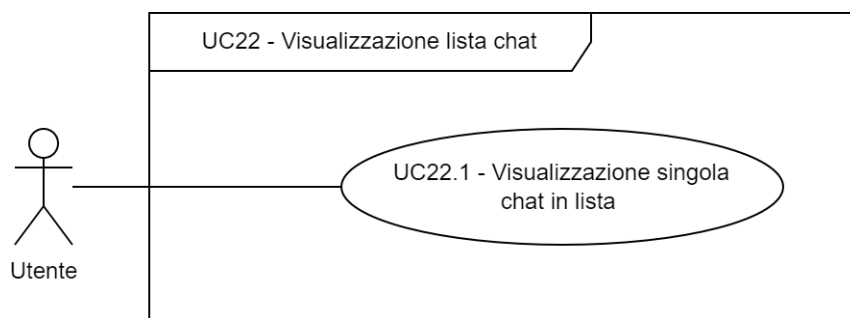 UC22 - Visualizzazione lista chat
UC22.1 - Visualizzazione singola
chat in lista
Utente